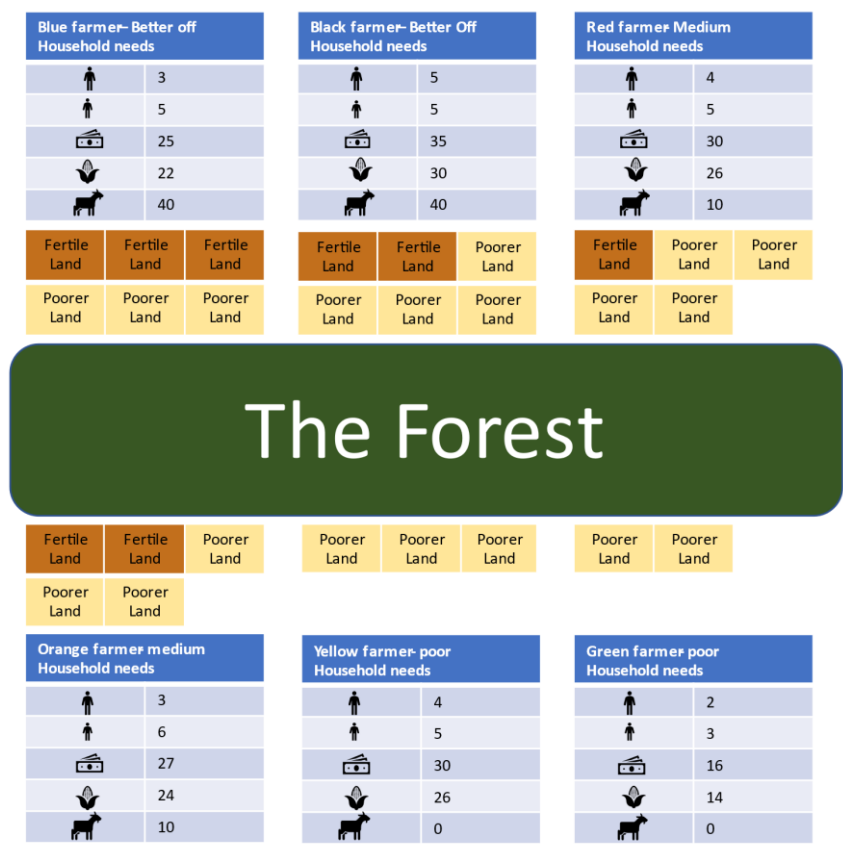 Blue farmer– Better off
Household needs
3
5
25
22
40
Black farmer– Better Off
Household needs
5
5
35
30
40
Red farmer- Medium
Household needs
4
5
30
26
10
Fertile Land
Fertile Land
Fertile Land
Poorer Land
Poorer Land
Poorer Land
Fertile Land
Fertile Land
Poorer Land
Poorer Land
Poorer Land
Poorer Land
Fertile Land
Poorer Land
Poorer Land
Poorer Land
Poorer Land
The Forest
Fertile Land
Fertile Land
Poorer Land
Poorer Land
Poorer Land
Poorer Land
Poorer Land
Poorer Land
Poorer Land
Poorer Land
Orange farmer- medium
Household needs
3
6
27
24
10
Yellow farmer- poor
Household needs
4
5
30
26
0
Green farmer- poor
Household needs
2
3
16
14
0